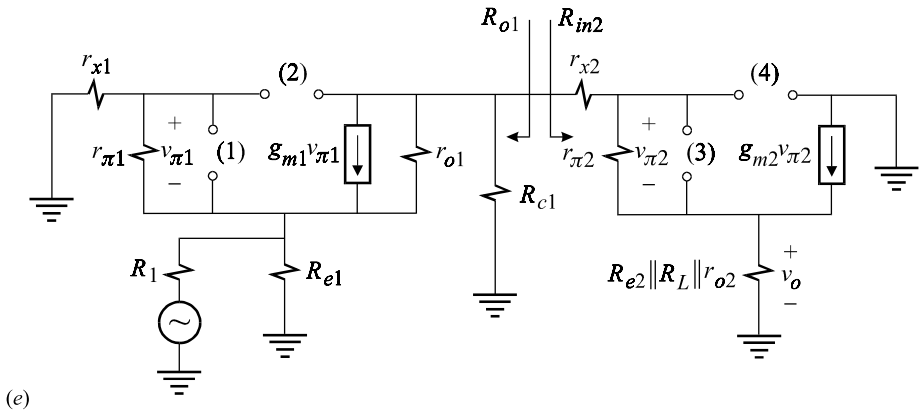 R_{o1} R_{in2}
r_{x1} (2) r_{x2} (4)
+ + 
r_{π1} v_{π1} (1) g_{m1}v_{π1} r_{o1} r_{π2} v_{π2} (3) g_{m2}v_{π2}
− −
R_{c1}
R_1 R_{e1} R_{e2}||R_L||r_{o2} + v_o −
~
(e)